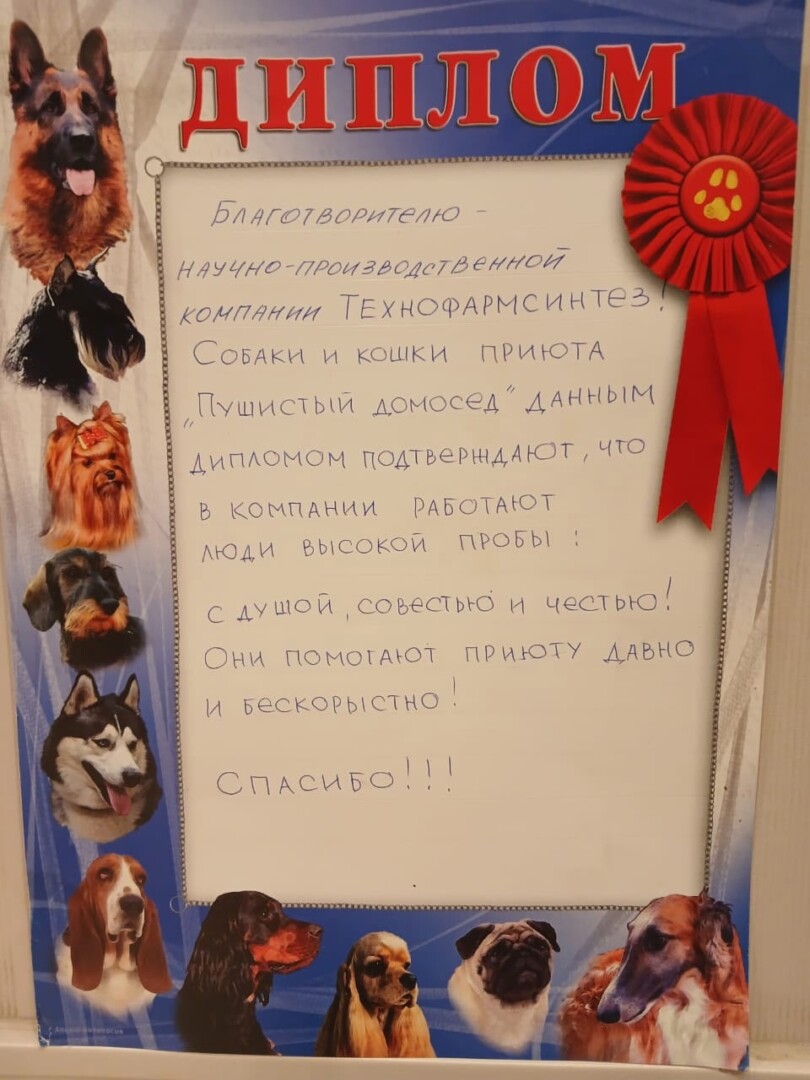 ДИПЛОМ
Благотворителю -
научно-производственной
компании Технофармсинтез!
Собаки и кошки приюта
„Пушистый домосед" данным
дипломом подтверждают, что
в компании работают
люди высокой пробы:
с душой, совестью и честью!
Они помогают приюту давно
и бескорыстно!
Спасибо!!!